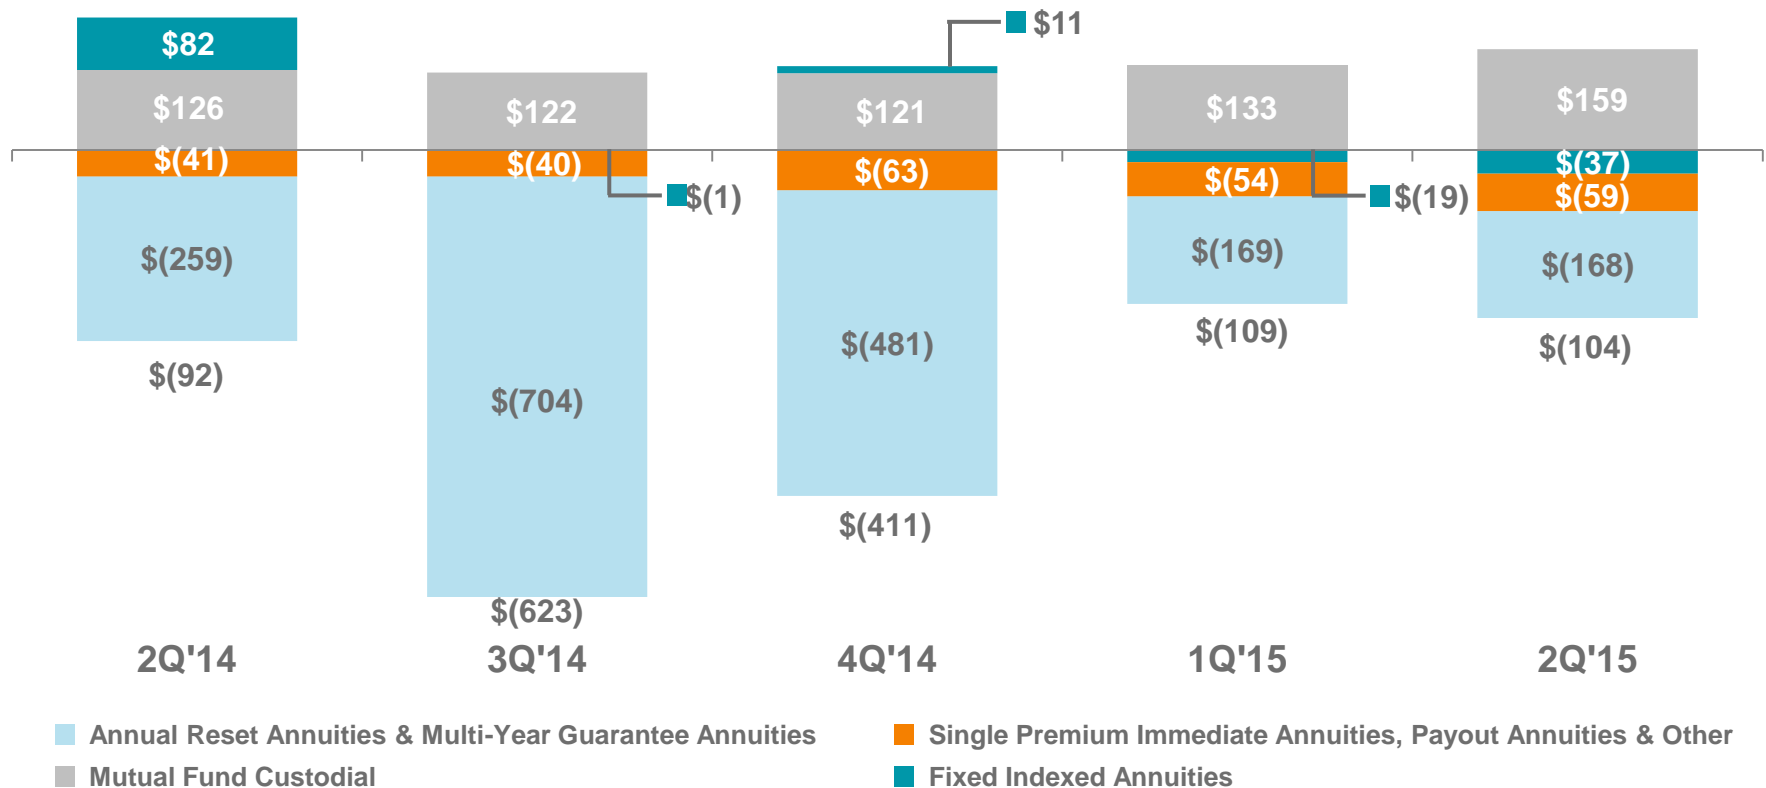 $82
$11
$126
$122
$121
$133
$159
$(41)
$(40)
$(63)
$(54)
$(37)
$(59)
$(1)
$(19)
$(259)
$(704)
$(481)
$(169)
$(168)
$(92)
$(623)
$(411)
$(109)
$(104)
2Q'14
3Q'14
4Q'14
1Q'15
2Q'15
Annual Reset Annuities & Multi-Year Guarantee Annuities
Single Premium Immediate Annuities, Payout Annuities & Other
Mutual Fund Custodial
Fixed Indexed Annuities